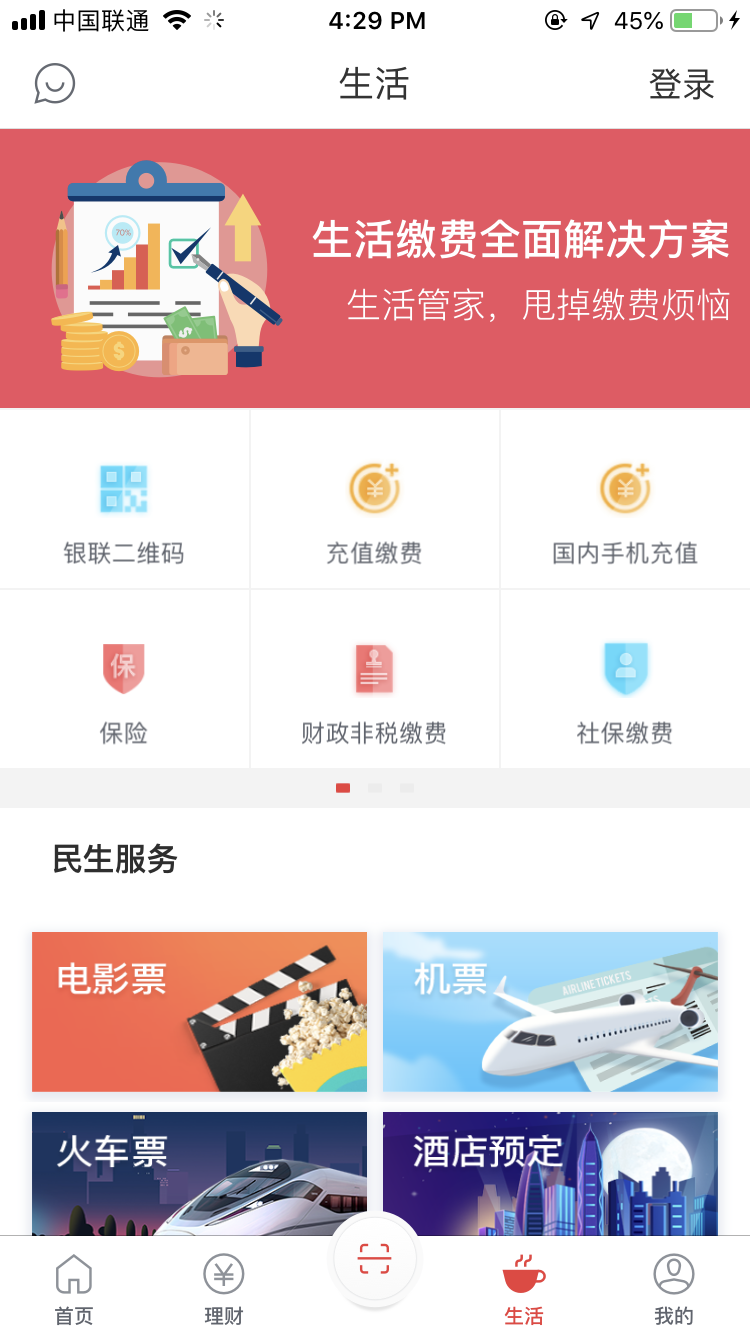 中国联通
4:29 PM
45%
生活
登录
70%
$
$
生活缴费全面解决方案
生活管家，甩掉缴费烦恼
银联二维码
充值缴费
国内手机充值
保
保险
财政非税缴费
社保缴费
民生服务
电影票
机票
AIRLINETICKETS
火车票
酒店预定
首页
理财
生活
我的